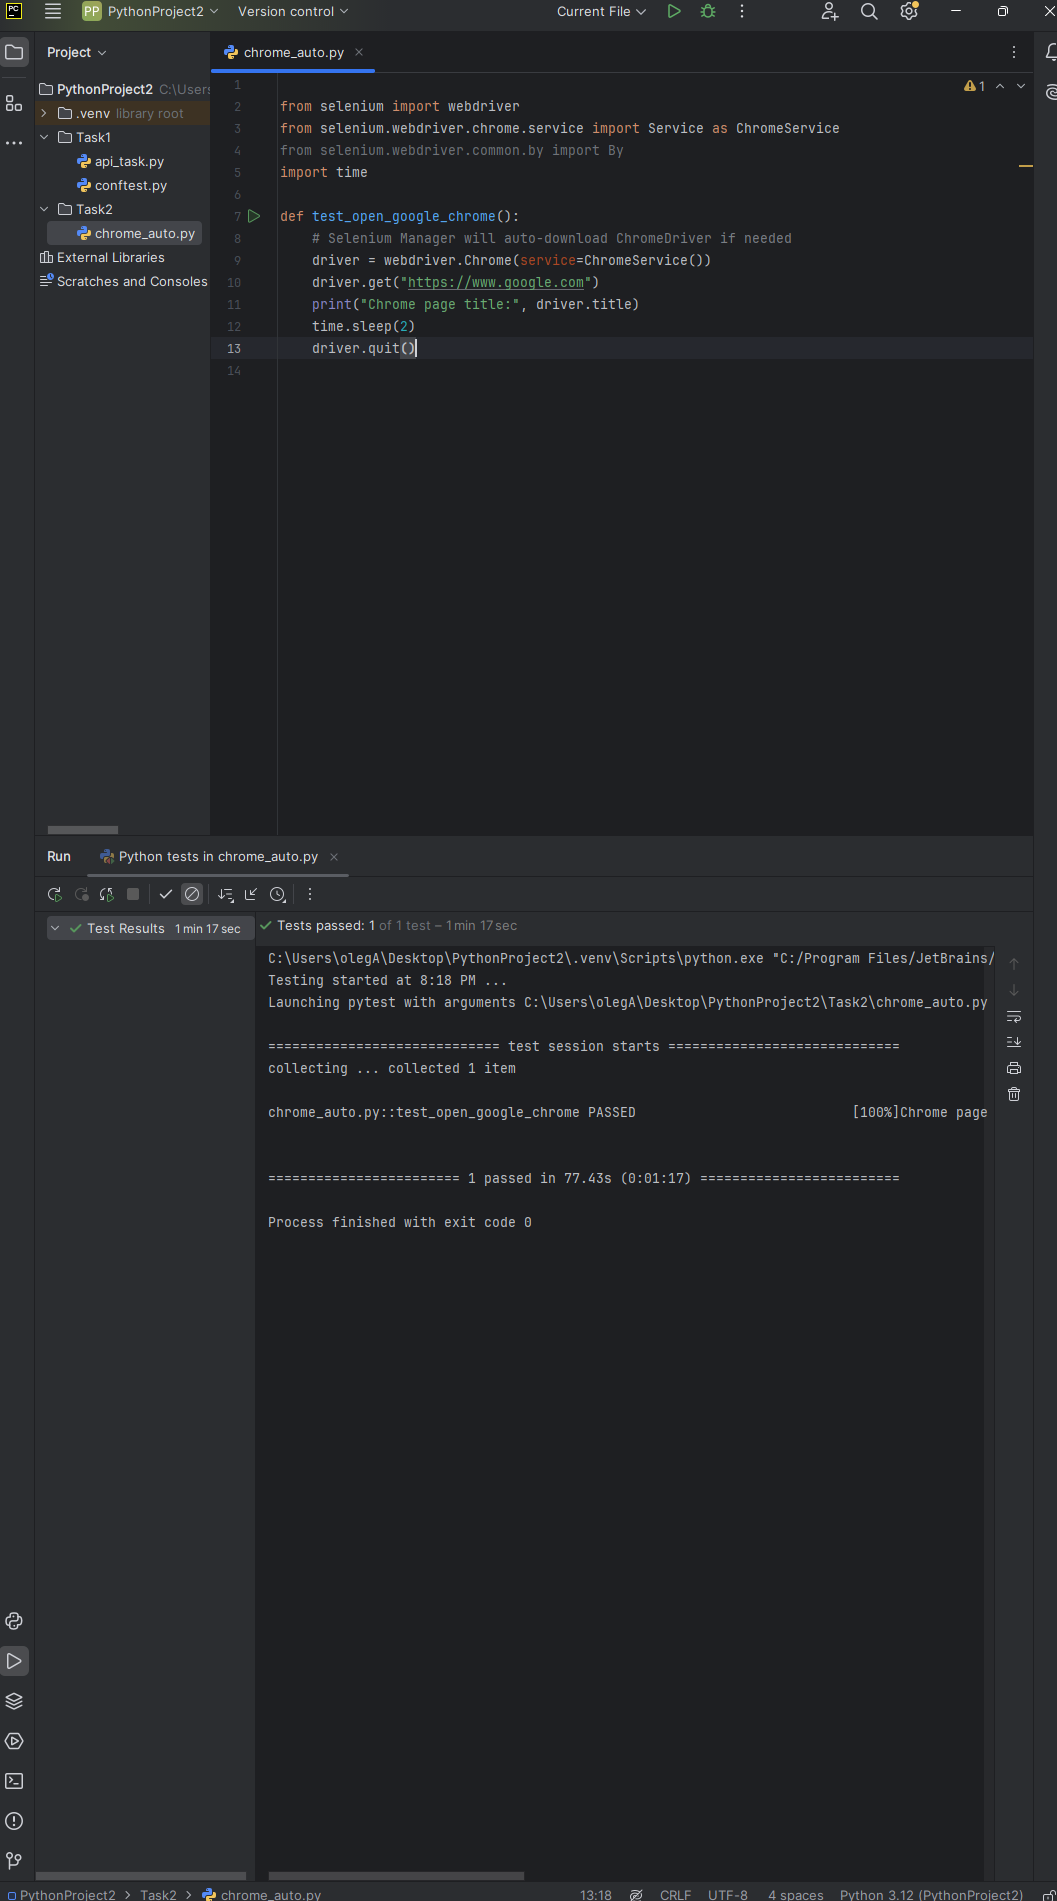 PC
PP PythonProject2 Version control Current File
Project
chrome_auto.py
PythonProject2 C:\Users
.venv library root
Task1
api_task.py
conftest.py
Task2
chrome_auto.py
External Libraries
Scratches and Consoles
1
1
2 from selenium import webdriver
3 from selenium.webdriver.chrome.service import Service as ChromeService
4 from selenium.webdriver.common.by import By
5 import time
6
7 def test_open_google_chrome():
8 # Selenium Manager will auto-download ChromeDriver if needed
9 driver = webdriver.Chrome(service=ChromeService())
10 driver.get("https://www.google.com")
11 print("Chrome page title:", driver.title)
12 time.sleep(2)
13 driver.quit()
14
Run Python tests in chrome_auto.py
Test Results 1 min 17 sec
Tests passed: 1 of 1 test – 1 min 17 sec
C:\Users\olegA\Desktop\PythonProject2\.venv\Scripts\python.exe "C:/Program Files/JetBrains/
Testing started at 8:18 PM ...
Launching pytest with arguments C:\Users\olegA\Desktop\PythonProject2\Task2\chrome_auto.py
============================= test session starts =============================
collecting ... collected 1 item
chrome_auto.py::test_open_google_chrome PASSED [100%]Chrome page
======================== 1 passed in 77.43s (0:01:17) =========================
Process finished with exit code 0
PythonProject2 > Task2 > chrome_auto.py 13:18 CRLF UTF-8 4 spaces Python 3.12 (PythonProject2)